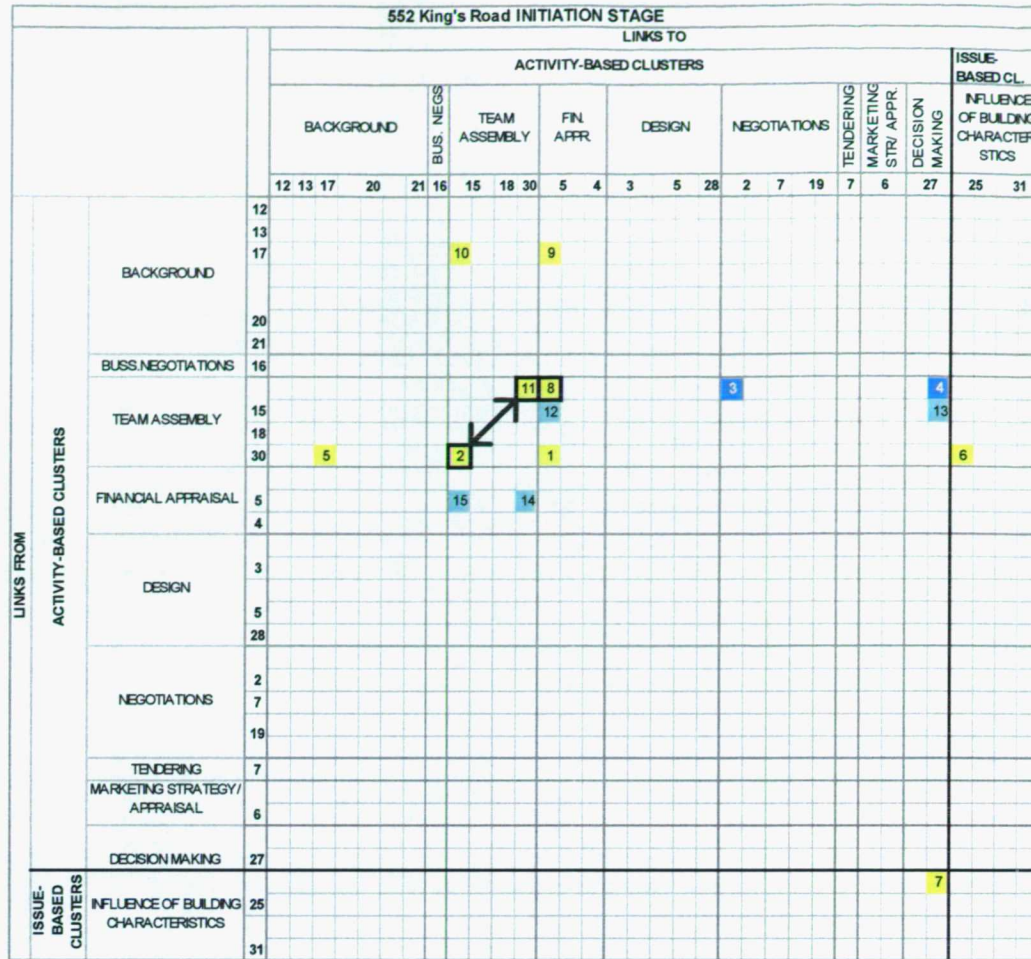 552 King's Road INITIATION STAGE
LINKS TO
ACTIVITY-BASED CLUSTERS
ISSUE-
BASED CL.
BACKGROUND
BUS. NEGS
TEAM
ASSEMBLY
FIN.
APPR.
DESIGN
NEGOTIATIONS
TENDERING
MARKETING
STR/ APPR.
DECISION
MAKING
INFLUENCE
OF BUILDING
CHARACTER
STICS
12 13 17 20 21 16 15 18 30 5 4 3 5 28 2 7 19 7 6 27 25 31
LINKS FROM
ACTIVITY-BASED CLUSTERS
12
13
17 10 9
BACKGROUND
20
21
BUSS.NEGOTIATIONS 16
11 8 3 4
TEAM ASSEMBLY 15 12 13
18
30 5 2 1 6
FINANCIAL APPRAISAL 5 15 14
4
3
DESIGN
5
28
2
NEGOTIATIONS 7
19
TENDERING 7
MARKETING STRATEGY/
APPRAISAL 6
DECISION MAKING 27
ISSUE-
BASED
CLUSTERS
7
INFLUENCE OF BUILDING 25
CHARACTERISTICS
31